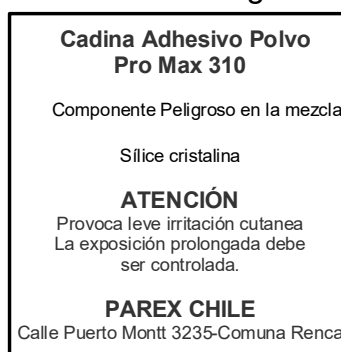 Cadina Adhesivo Polvo
Pro Max 310
Componente Peligroso en la mezcla
Sílice cristalina
ATENCIÓN
Provoca leve irritación cutanea
La exposición prolongada debe
ser controlada.
PAREX CHILE
Calle Puerto Montt 3235-Comuna Renca